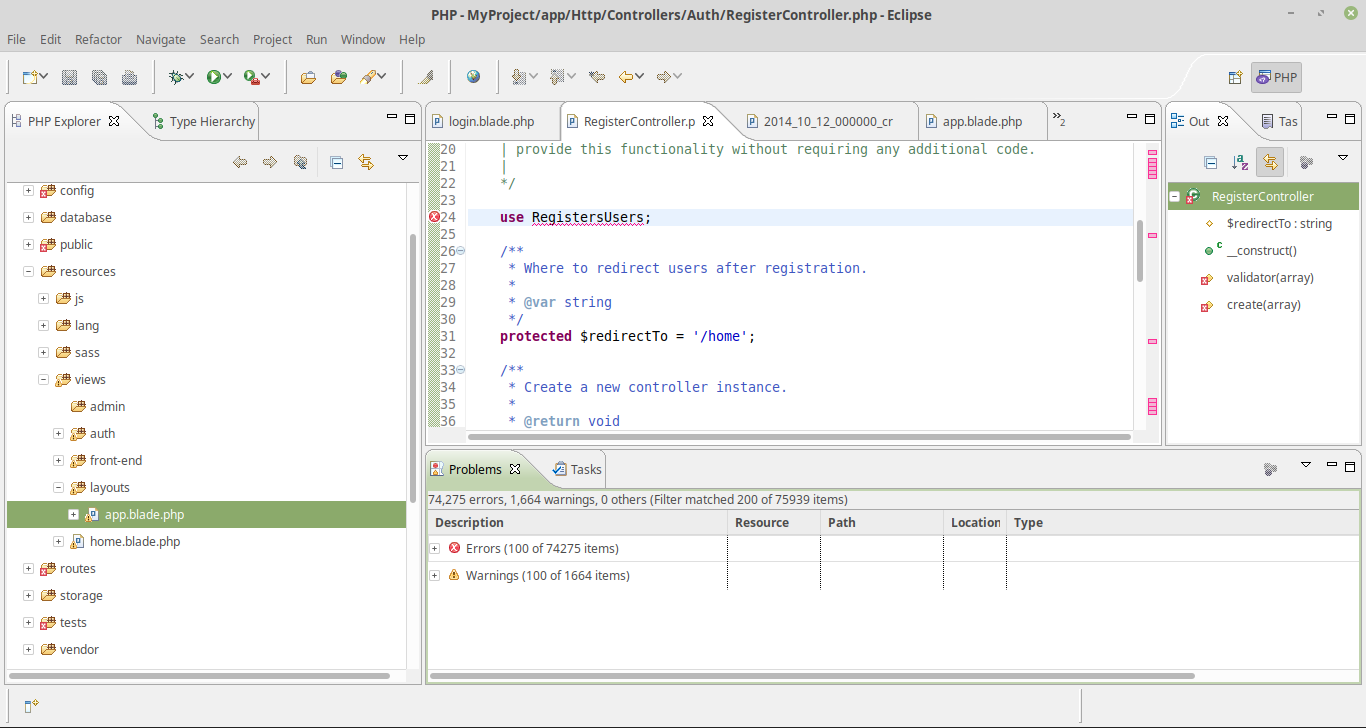 PHP - MyProject/app/Http/Controllers/Auth/RegisterController.php - Eclipse
File Edit Refactor Navigate Search Project Run Window Help
PHP
PHP Explorer Type Hierarchy
config
database
public
resources
js
lang
sass
views
admin
auth
front-end
layouts
app.blade.php
home.blade.php
routes
storage
tests
vendor
login.blade.php RegisterController.p 2014_10_12_000000_cr app.blade.php »2
20 | provide this functionality without requiring any additional code.
21 |
22 */
23
24 use RegistersUsers;
25
26 /**
27 * Where to redirect users after registration.
28 *
29 * @var string
30 */
31 protected $redirectTo = '/home';
32
33 /**
34 * Create a new controller instance.
35 *
36 * @return void
Out Tas
RegisterController
$redirectTo : string
__construct()
validator(array)
create(array)
Problems Tasks
74,275 errors, 1,664 warnings, 0 others (Filter matched 200 of 75939 items)
Description Resource Path Location Type
Errors (100 of 74275 items)
Warnings (100 of 1664 items)